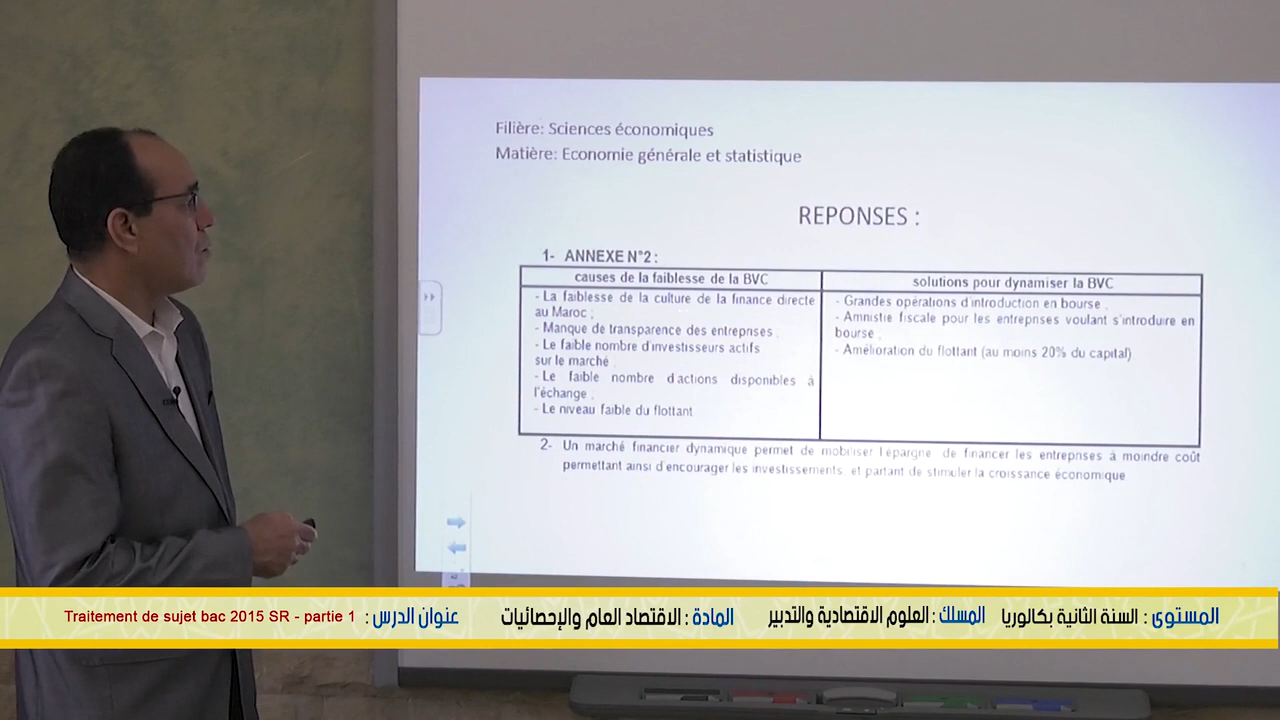 Filière: Sciences économiques
Matière: Economie générale et statistique
REPONSES :
1- ANNEXE N°2 :
causes de la faiblesse de la BVC
- La faiblesse de la culture de la finance directe
au Maroc ;
- Manque de transparence des entreprises
- Le faible nombre d'investisseurs actifs
sur le marché
- Le faible nombre d'actions disponibles à
l'échange
- Le niveau faible du flottant
solutions pour dynamiser la BVC
- Grandes opérations d'introduction en bourse
- Amnistie fiscale pour les entreprises voulant s'introduire en
bourse
- Amélioration du flottant (au moins 20% du capital)
2- Un marché financier dynamique permet de mobiliser l'épargne de financer les entreprises à moindre coût
permettant ainsi d'encourager les investissements et partant de stimuler la croissance économique
المستوى : السنة الثانية بكالوريا المسلك : العلوم الاقتصادية والتدبير المادة : الاقتصاد العام والإحصائيات عنوان الدرس : Traitement de sujet bac 2015 SR - partie 1